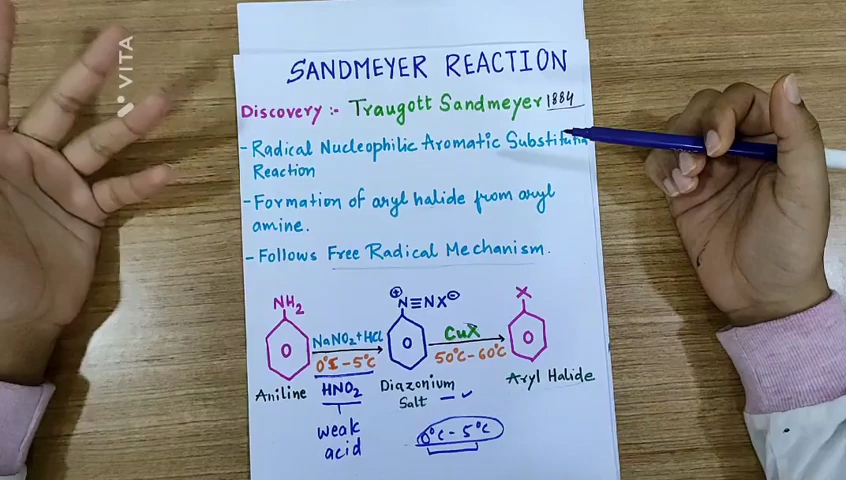 VITA
SANDMEYER REACTION
Discovery :- Traugott Sandmeyer 1884
- Radical Nucleophilic Aromatic
Reaction
- Formation of aryl halide from aryl
amine.
- Follows Free Radical Mechanism.
NH₂
⊕
N≡NX⊖
X
NaNO₂+HCl
CuX
0°C-5°C
50°C-60°C
Aniline
HNO₂
Diazonium
Salt
Aryl Halide
weak
acid
0°C-5°C